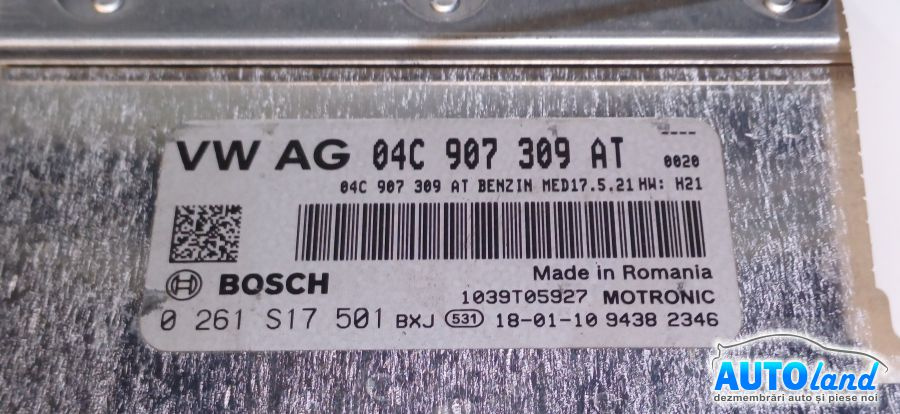 VW AG 04C 907 309 AT 0020
04C 907 309 AT BENZIN MED17.5.21 HW: H21
BOSCH
Made in Romania
1039T05927 MOTRONIC
0 261 S17 501 BXJ 531 18-01-10 9438 2346
AUTOland
dezmembrări auto și piese noi